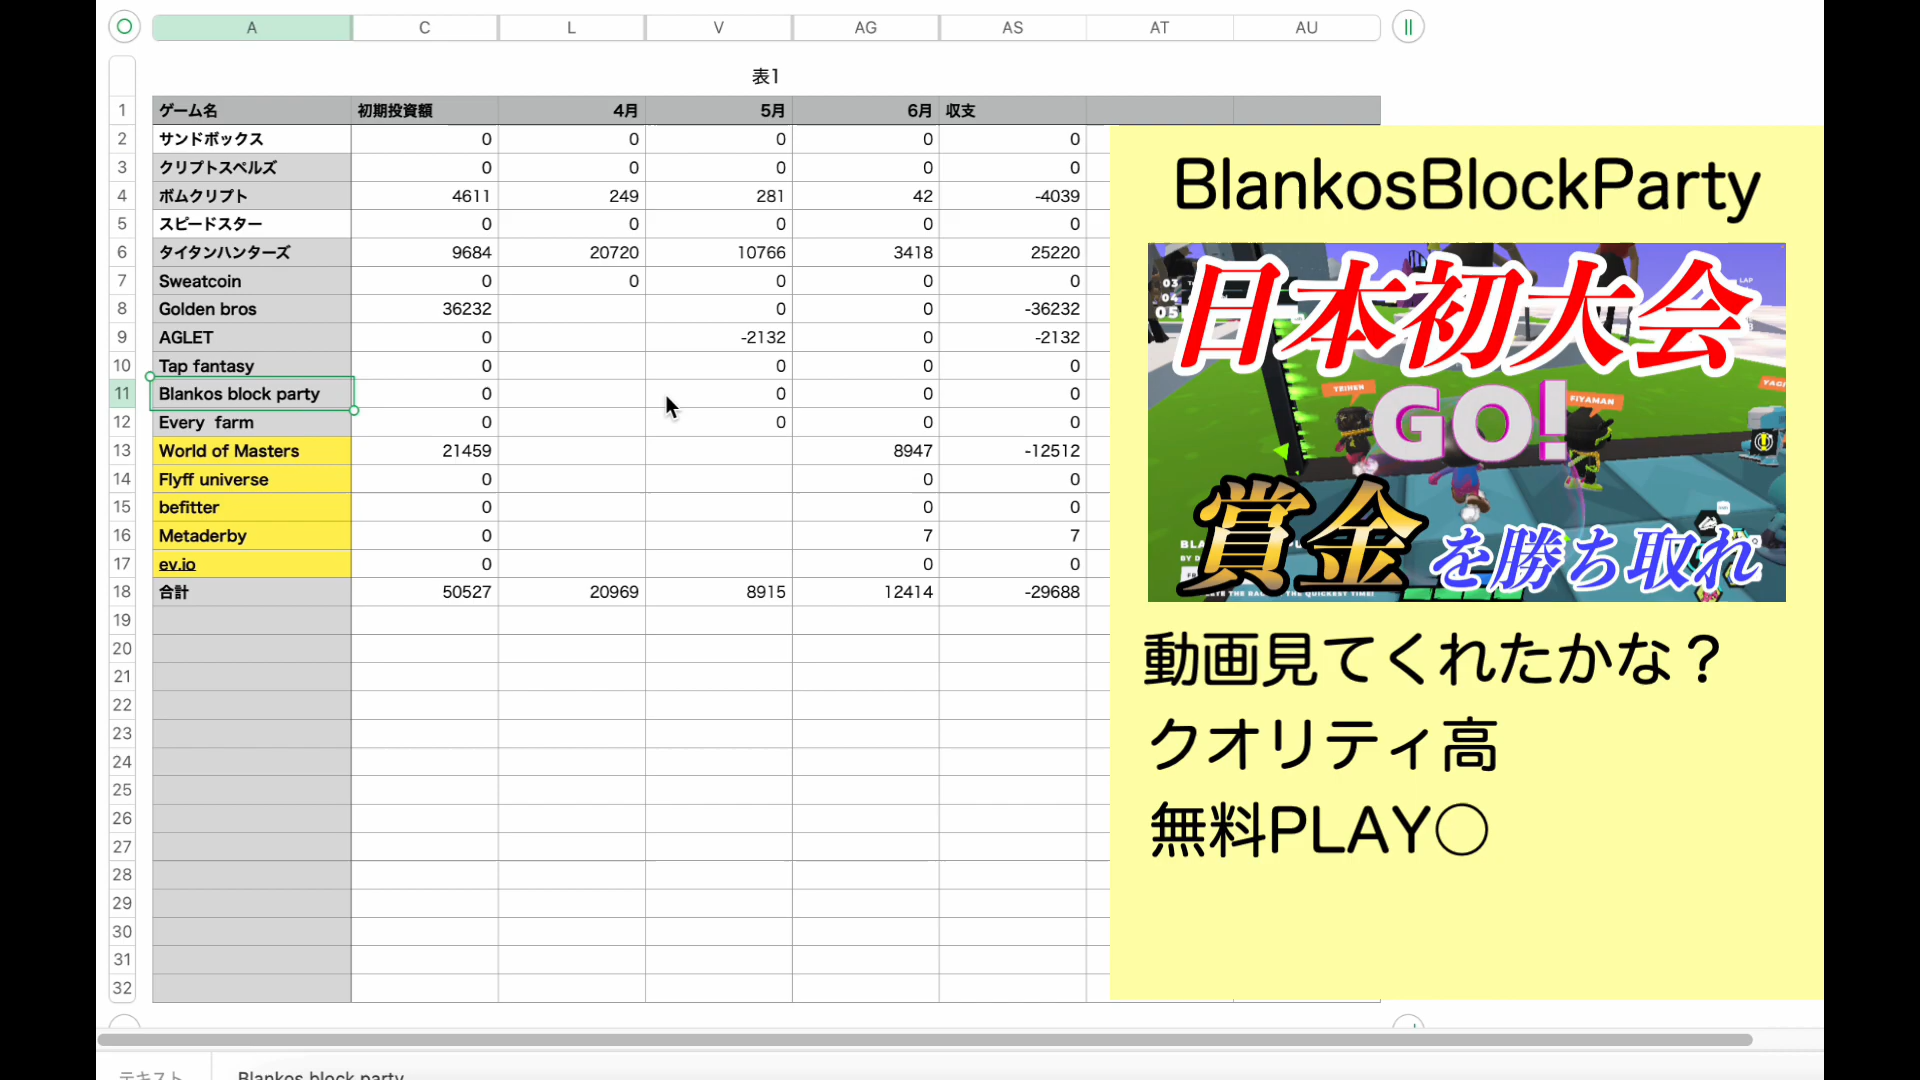 A C L V AG AS AT AU
表1
1 ゲーム名 初期投資額 4月 5月 6月 収支
2 サンドボックス 0 0 0 0 0
3 クリプトスペルズ 0 0 0 0 0
4 ボムクリプト 4611 249 281 42 -4039
5 スピードスター 0 0 0 0 0
6 タイタンハンターズ 9684 20720 10766 3418 25220
7 Sweatcoin 0 0 0 0 0
8 Golden bros 36232 0 0 -36232
9 AGLET 0 -2132 0 -2132
10 Tap fantasy 0 0 0 0
11 Blankos block party 0 0 0 0
12 Every farm 0 0 0 0
13 World of Masters 21459 8947 -12512
14 Flyff universe 0 0 0
15 befitter 0 0 0
16 Metaderby 0 7 7
17 ev.io 0 0 0
18 合計 50527 20969 8915 12414 -29688
19
20
21
22
23
24
25
26
27
28
29
30
31
32
BlankosBlockParty
03
04
05
LAP
日本初大会
YEIHEN
FIYAMAN
YAGI
GO!
賞金を勝ち取れ
動画見てくれたかな？
クオリティ高
無料PLAY○
テキスト Blankos block party